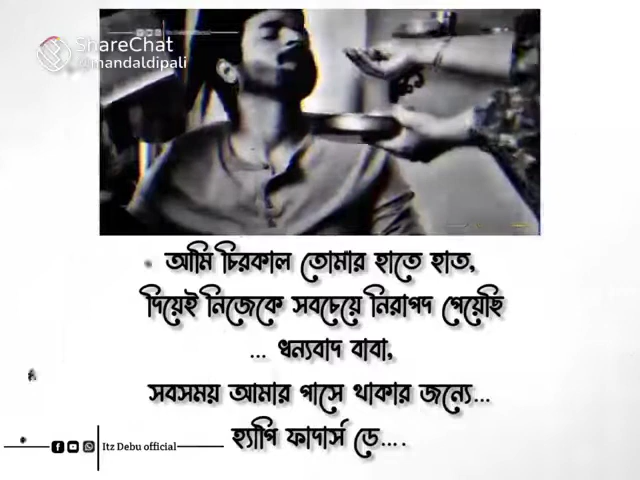 ShareChat
@mandaldipali
আমি চিরকাল তোমার হাতে হাত,
দিয়েই নিজেকে সবচেয়ে নিরাপদ পেয়েছি
... ধন্যবাদ বাবা,
সবসময় আমার পাসে থাকার জন্যে...
হ্যাপি ফাদার্স ডে....
Itz Debu official